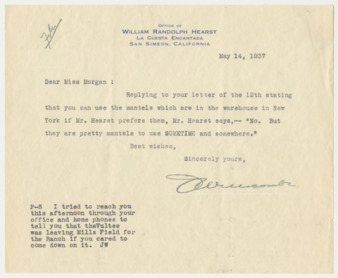 OFFICE OF
WILLIAM RANDOLPH HEARST
LA CUESTA ENCANTADA
SAN SIMEON, CALIFORNIA
May 14, 1937
Dear Miss Morgan :
Replying to your letter of the 12th stating
that you can use the mantels which are in the warehouse in New
York if Mr. Hearst prefers them, Mr. Hearst says,-- "No. But
they are pretty mantels to use SOMETIME and somewhere."
Best wishes,
Sincerely yours,
P-S I tried to reach you
this afternoon through your
office and home phones to
tell you that theVultee
was leaving Mills Field for
the Ranch if you cared to
come down on it. JW